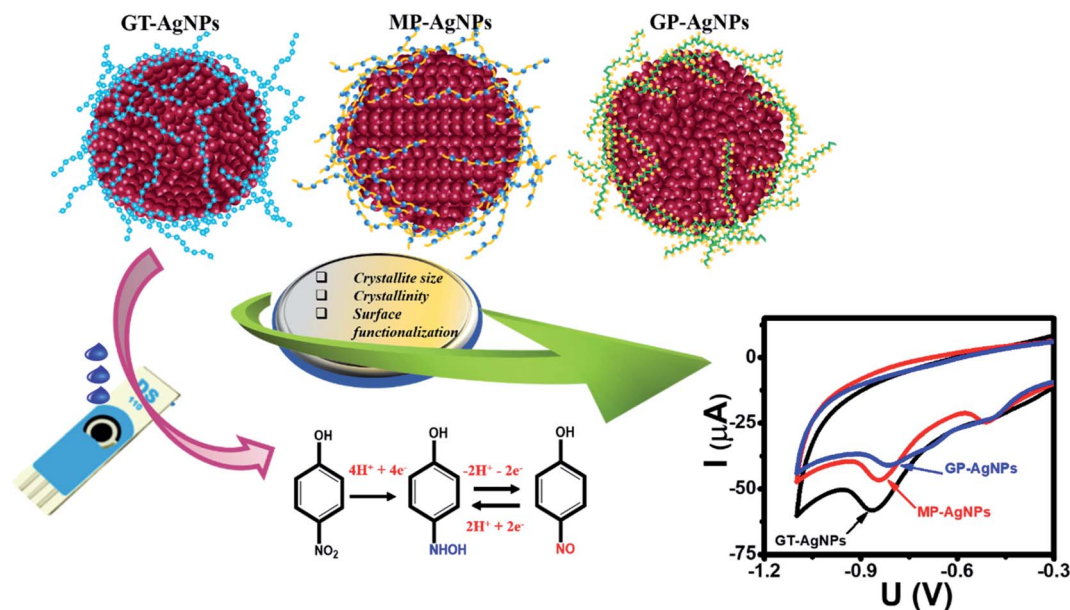 GT-AgNPs
MP-AgNPs
GP-AgNPs
Crystallite size
Crystallinity
Surface
functionalization
DS
110
OH
OH
OH
4H⁺ + 4e⁻
-2H⁺ - 2e⁻
2H⁺ + 2e⁻
NO₂
NHOH
NO
0
-25
-50
-75
I (µA)
GP-AgNPs
MP-AgNPs
GT-AgNPs
-1.2
-0.9
-0.6
-0.3
U (V)